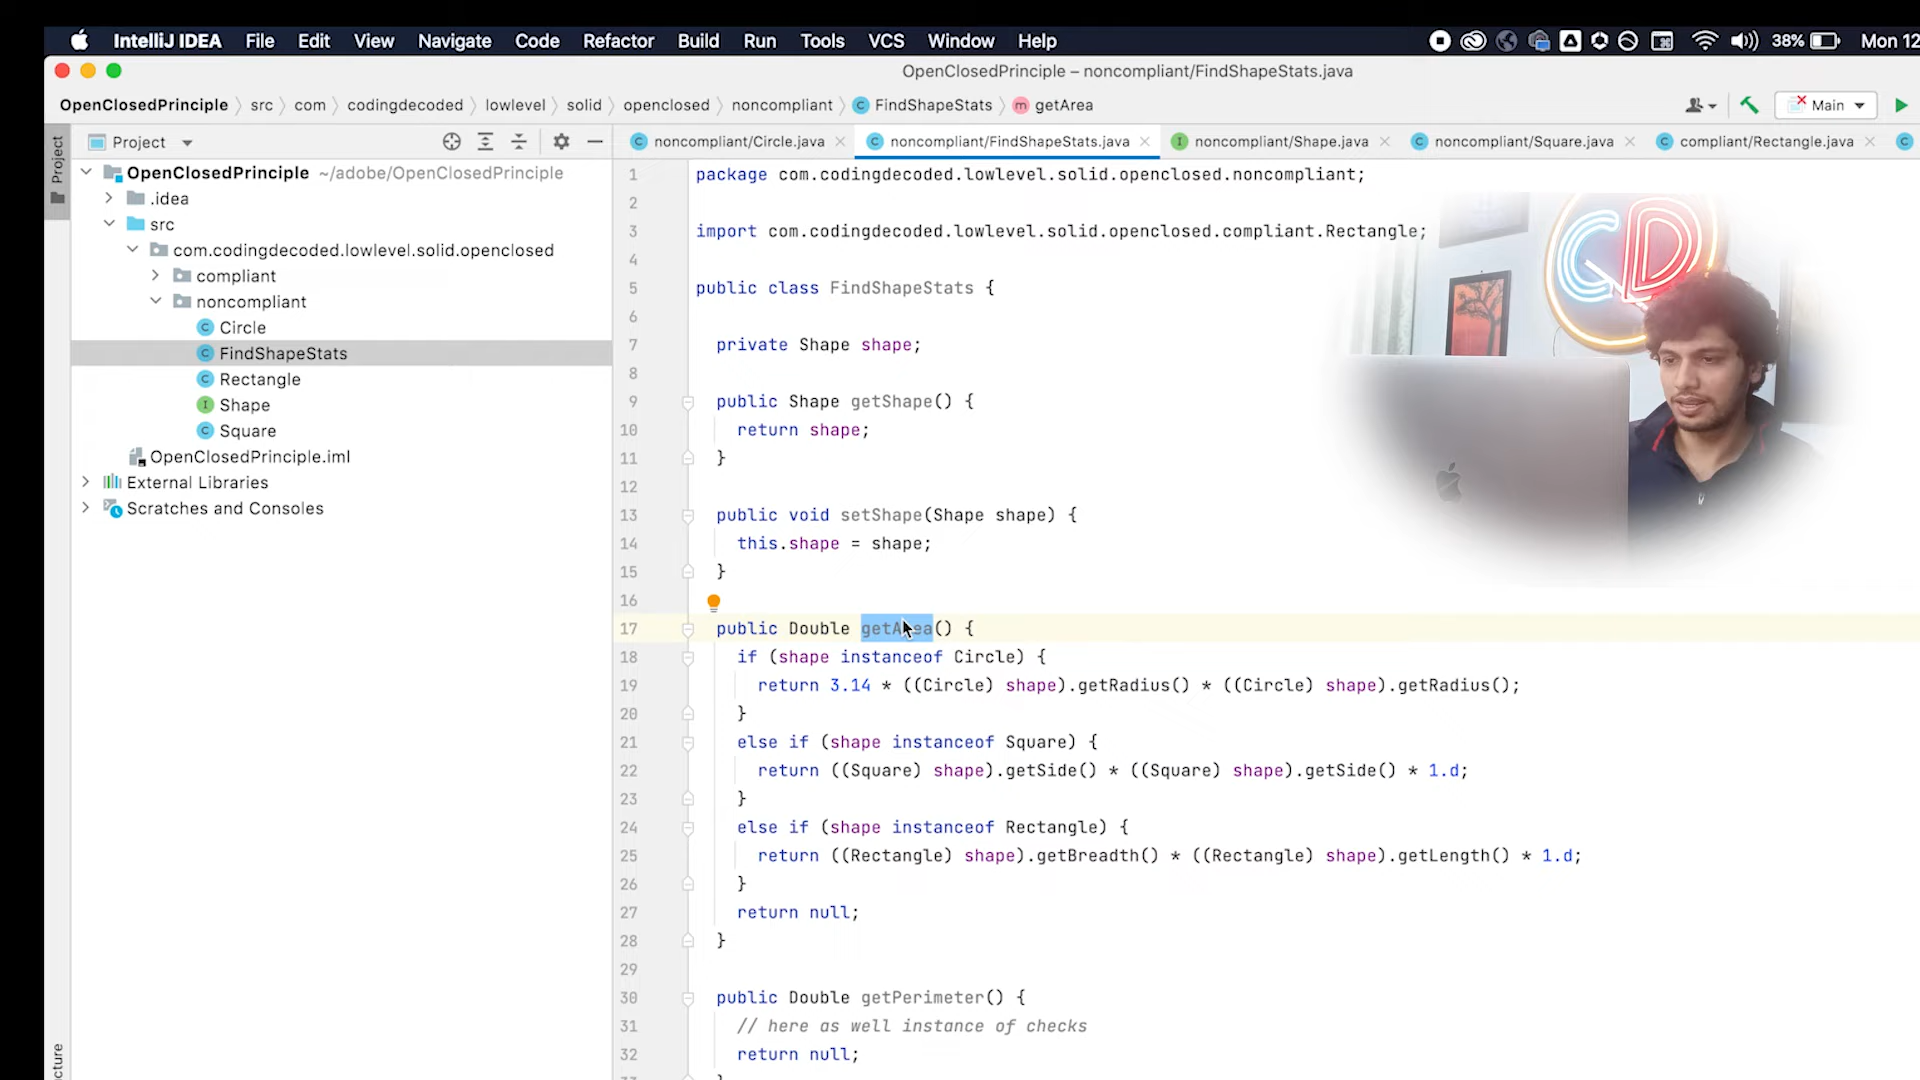 IntelliJ IDEA File Edit View Navigate Code Refactor Build Run Tools VCS Window Help 38% Mon 12
OpenClosedPrinciple – noncompliant/FindShapeStats.java
OpenClosedPrinciple src com codingdecoded lowlevel solid openclosed noncompliant FindShapeStats getArea Main
Project noncompliant/Circle.java noncompliant/FindShapeStats.java noncompliant/Shape.java noncompliant/Square.java compliant/Rectangle.java
Project
OpenClosedPrinciple ~/adobe/OpenClosedPrinciple
.idea
src
com.codingdecoded.lowlevel.solid.openclosed
compliant
noncompliant
Circle
FindShapeStats
Rectangle
Shape
Square
OpenClosedPrinciple.iml
External Libraries
Scratches and Consoles
1 package com.codingdecoded.lowlevel.solid.openclosed.noncompliant;
2
3 import com.codingdecoded.lowlevel.solid.openclosed.compliant.Rectangle;
4
5 public class FindShapeStats {
6
7 private Shape shape;
8
9 public Shape getShape() {
10 return shape;
11 }
12
13 public void setShape(Shape shape) {
14 this.shape = shape;
15 }
16
17 public Double getArea() {
18 if (shape instanceof Circle) {
19 return 3.14 * ((Circle) shape).getRadius() * ((Circle) shape).getRadius();
20 }
21 else if (shape instanceof Square) {
22 return ((Square) shape).getSide() * ((Square) shape).getSide() * 1.d;
23 }
24 else if (shape instanceof Rectangle) {
25 return ((Rectangle) shape).getBreadth() * ((Rectangle) shape).getLength() * 1.d;
26 }
27 return null;
28 }
29
30 public Double getPerimeter() {
31 // here as well instance of checks
32 return null;
CD